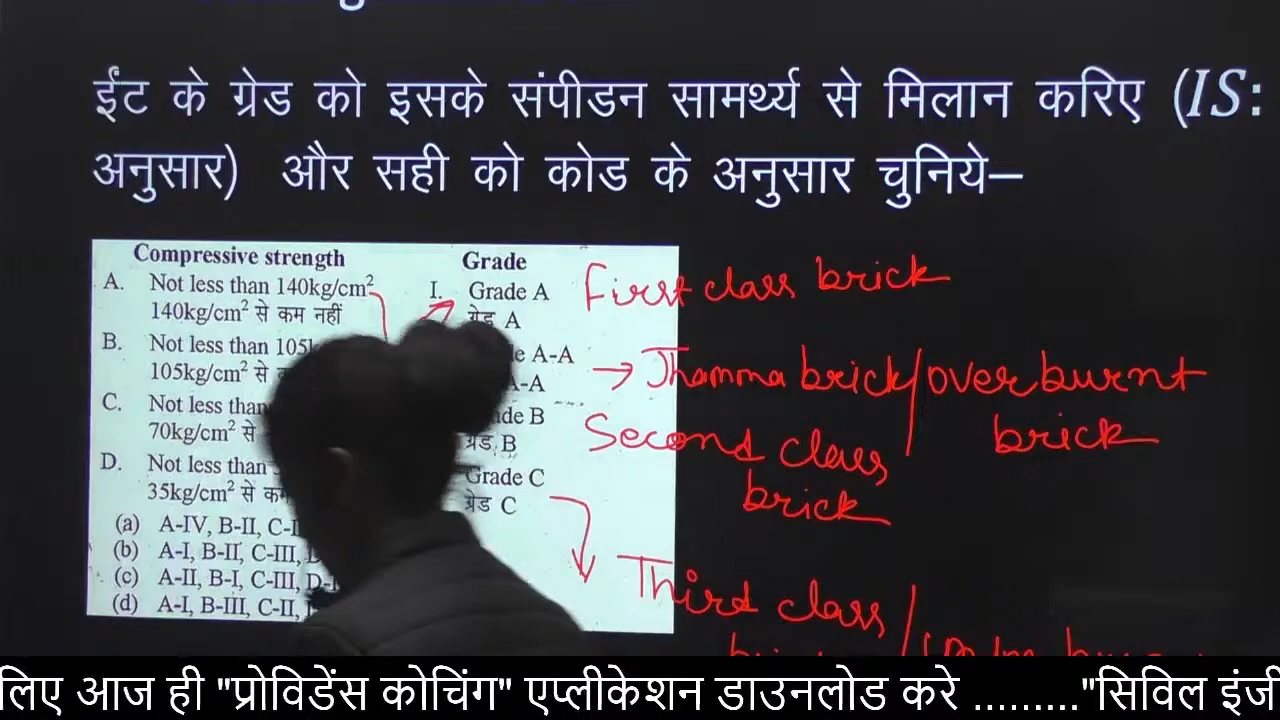 ईंट के ग्रेड को इसके संपीडन सामर्थ्य से मिलान करिए (IS:
अनुसार) और सही को कोड के अनुसार चुनिये–
Compressive strength Grade
A. Not less than 140kg/cm² I. Grade A First class brick
140kg/cm² से कम नहीं ग्रेड A
B. Not less than 105 A-A → Jhamma brick/over burnt
105kg/cm² से A-A brick
C. Not less than B Second class
70kg/cm² से ग्रेड B brick
D. Not less than Grade C
35kg/cm² से ग्रेड C
(a) A-IV, B-II,
(b) A-I, B-II, C-III,
(c) A-II, B-I, C-III,
(d) A-I, B-III, C-II,
Third class/
लिए आज ही "प्रोविडेंस कोचिंग" एप्लीकेशन डाउनलोड करे ........."सिविल